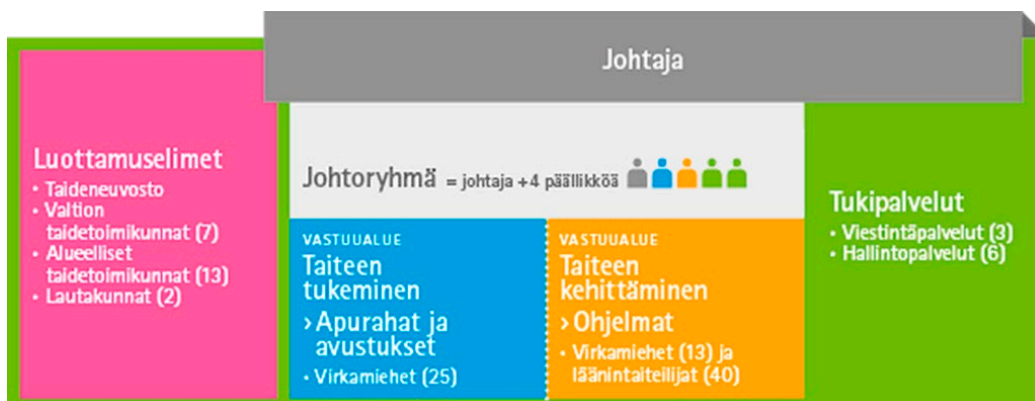 Johtaja
Luottamuselimet
• Taideneuvosto
• Valtion
taidetoimikunnat (7)
• Alueelliset
taidetoimikunnat (13)
• Lautakunnat (2)
Johtoryhmä = johtaja +4 päällikköä
VASTUUALUE
Taiteen
tukeminen
› Apurahat ja
avustukset
• Virkamiehet (25)
VASTUUALUE
Taiteen
kehittäminen
› Ohjelmat
• Virkamiehet (13) ja
läänintaiteilijat (40)
Tukipalvelut
• Viestintäpalvelut (3)
• Hallintopalvelut (6)